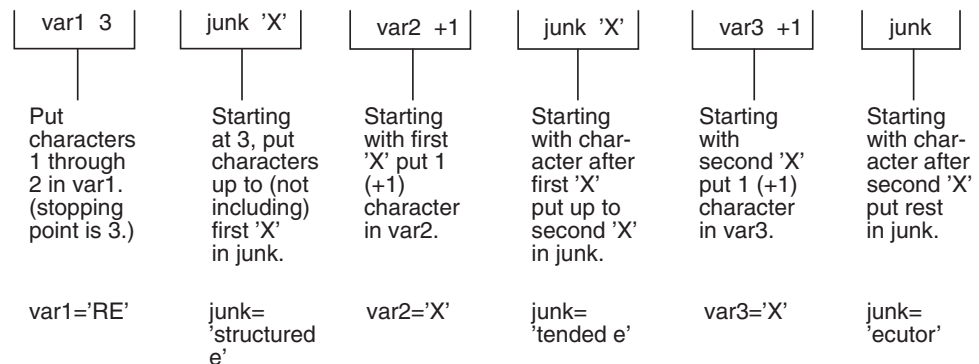 var1 3
junk 'X'
var2 +1
junk 'X'
var3 +1
junk
Put
characters
1 through
2 in var1.
(stopping
point is 3.)
Starting
at 3, put
characters
up to (not
including)
first 'X'
in junk.
Starting
with first
'X' put 1
(+1)
character
in var2.
Starting
with char-
acter after
first 'X'
put up to
second 'X'
in junk.
Starting
with
second 'X'
put 1 (+1)
character
in var3.
Starting
with char-
acter after
second 'X'
put rest
in junk.
var1='RE'
junk=
'structured
e'
var2='X'
junk=
'tended e'
var3='X'
junk=
'ecutor'